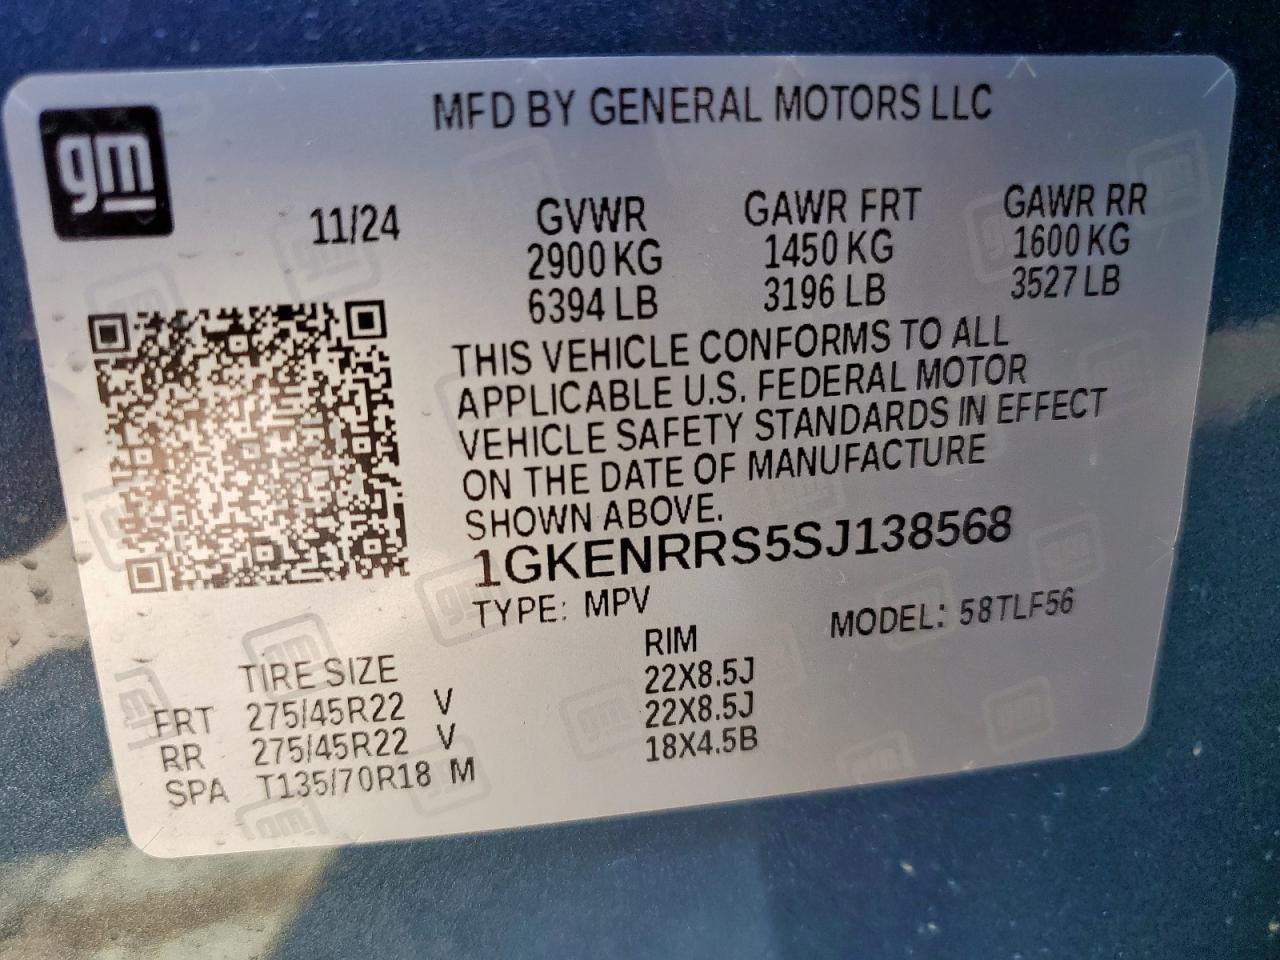 MFD BY GENERAL MOTORS LLC
gm
11/24
GVWR GAWR FRT GAWR RR
2900 KG 1450 KG 1600 KG
6394 LB 3196 LB 3527 LB
THIS VEHICLE CONFORMS TO ALL
APPLICABLE U.S. FEDERAL MOTOR
VEHICLE SAFETY STANDARDS IN EFFECT
ON THE DATE OF MANUFACTURE
SHOWN ABOVE.
1GKENRRS5SJ138568
TYPE: MPV MODEL: 58TLF56
TIRE SIZE RIM
FRT 275/45R22 V 22X8.5J
RR 275/45R22 V 22X8.5J
SPA T135/70R18 M 18X4.5B